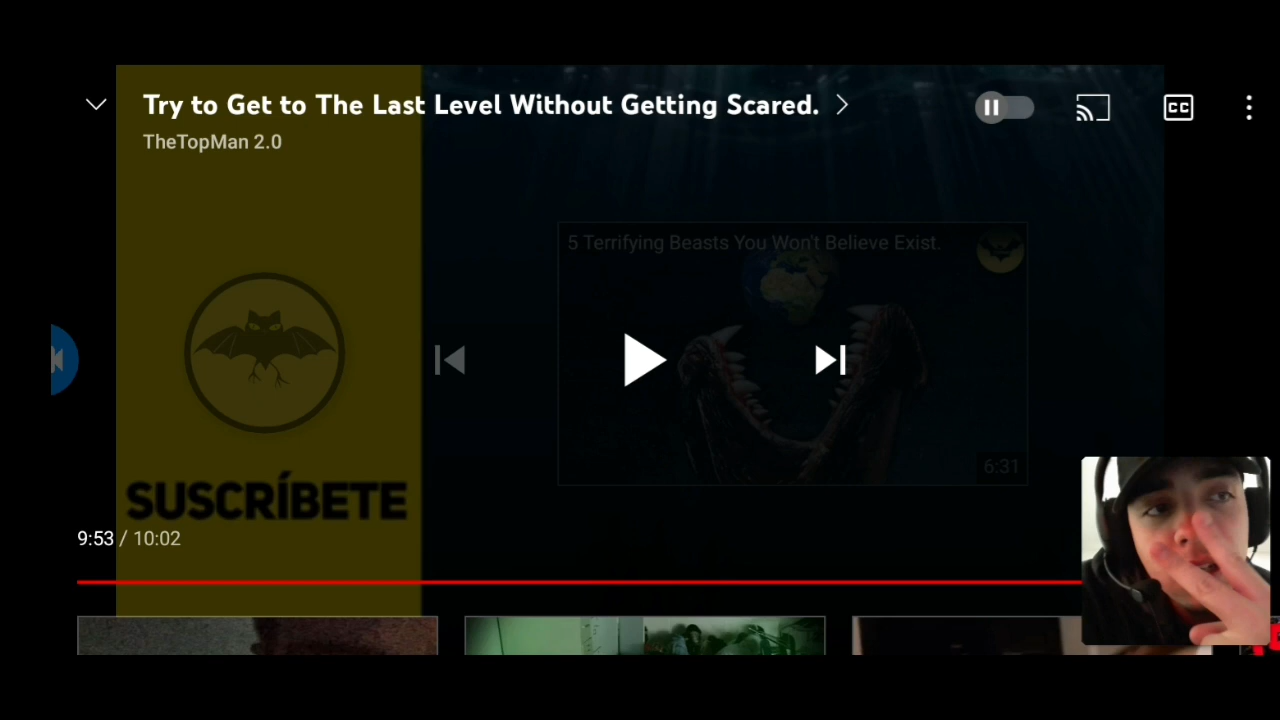 Try to Get to The Last Level Without Getting Scared.
TheTopMan 2.0
CC
5 Terrifying Beasts You Won't Believe Exist.
6:31
SUSCRÍBETE
9:53 / 10:02